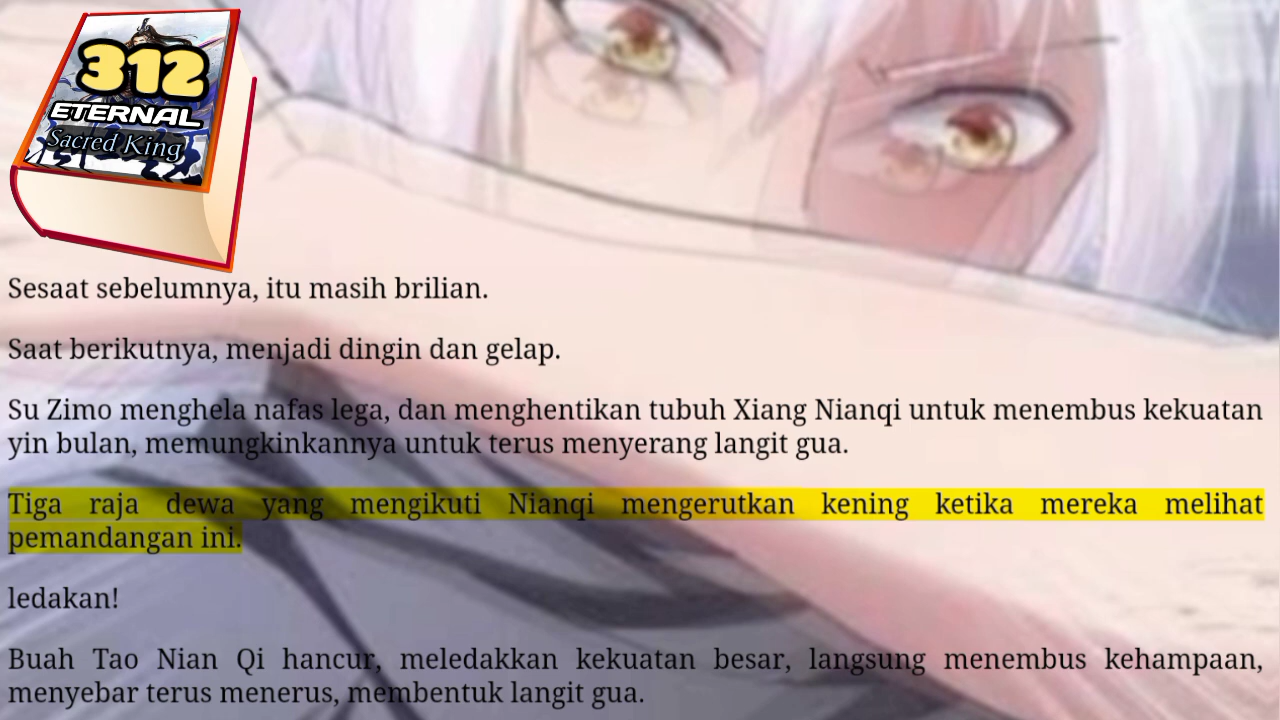 312
ETERNAL
Sacred King
Sesaat sebelumnya, itu masih brilian.
Saat berikutnya, menjadi dingin dan gelap.
Su Zimo menghela nafas lega, dan menghentikan tubuh Xiang Nianqi untuk menembus kekuatan
yin bulan, memungkinkannya untuk terus menyerang langit gua.
Tiga raja dewa yang mengikuti Nianqi mengerutkan kening ketika mereka melihat
pemandangan ini.
ledakan!
Buah Tao Nian Qi hancur, meledakkan kekuatan besar, langsung menembus kehampaan,
menyebar terus menerus, membentuk langit gua.